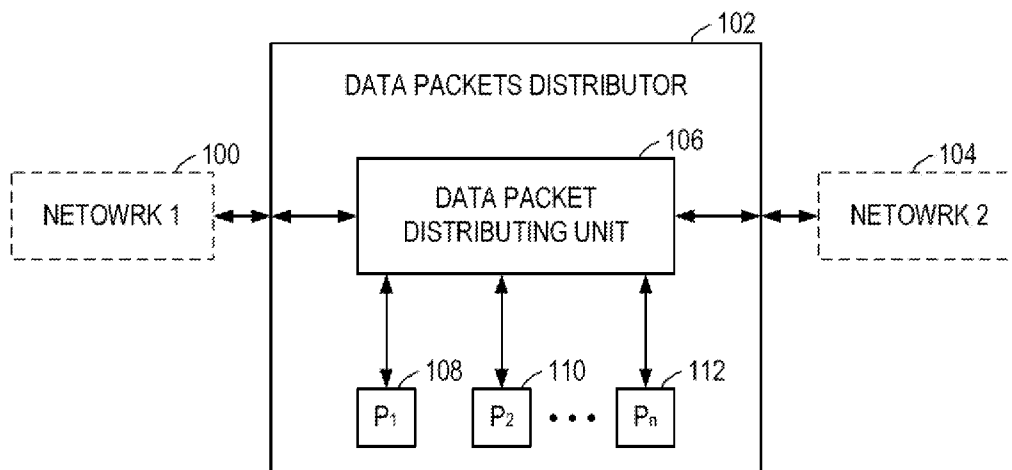 102
DATA PACKETS DISTRIBUTOR
100
106
104
NETOWRK 1
DATA PACKET
DISTRIBUTING UNIT
NETOWRK 2
108
110
112
P1
P2
• • •
Pn